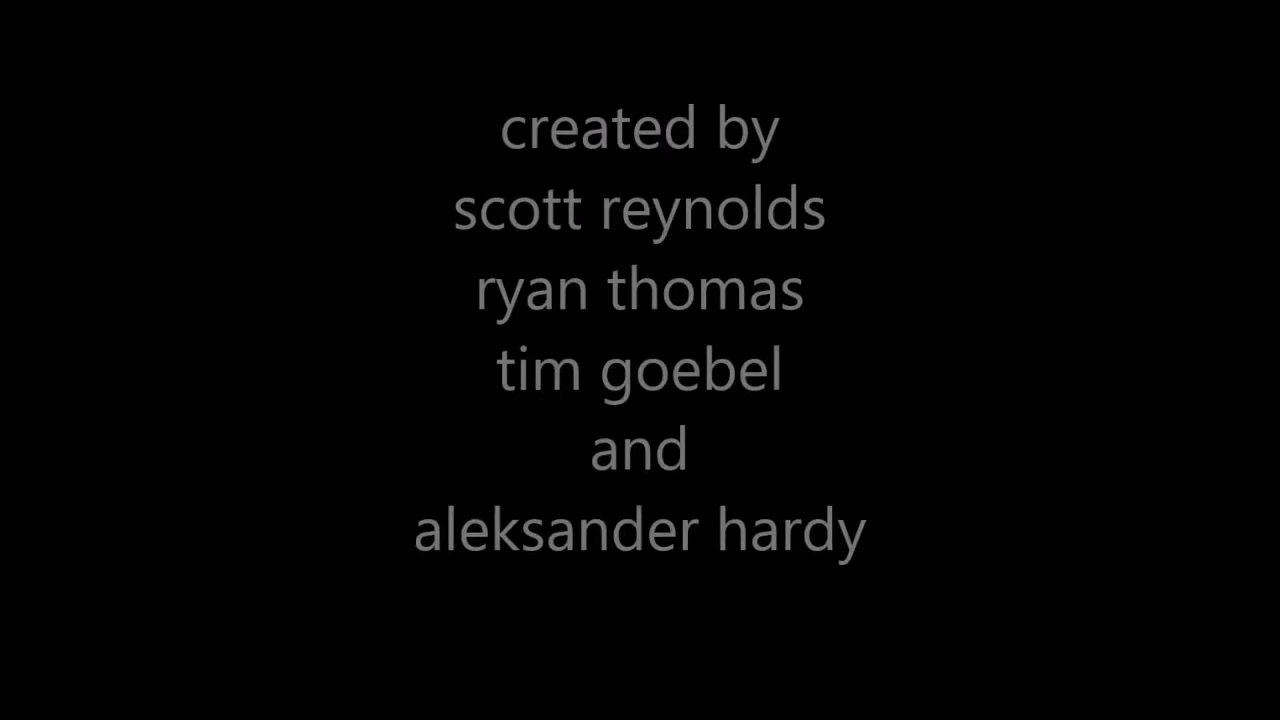 created by
scott reynolds
ryan thomas
tim goebel
and
aleksander hardy